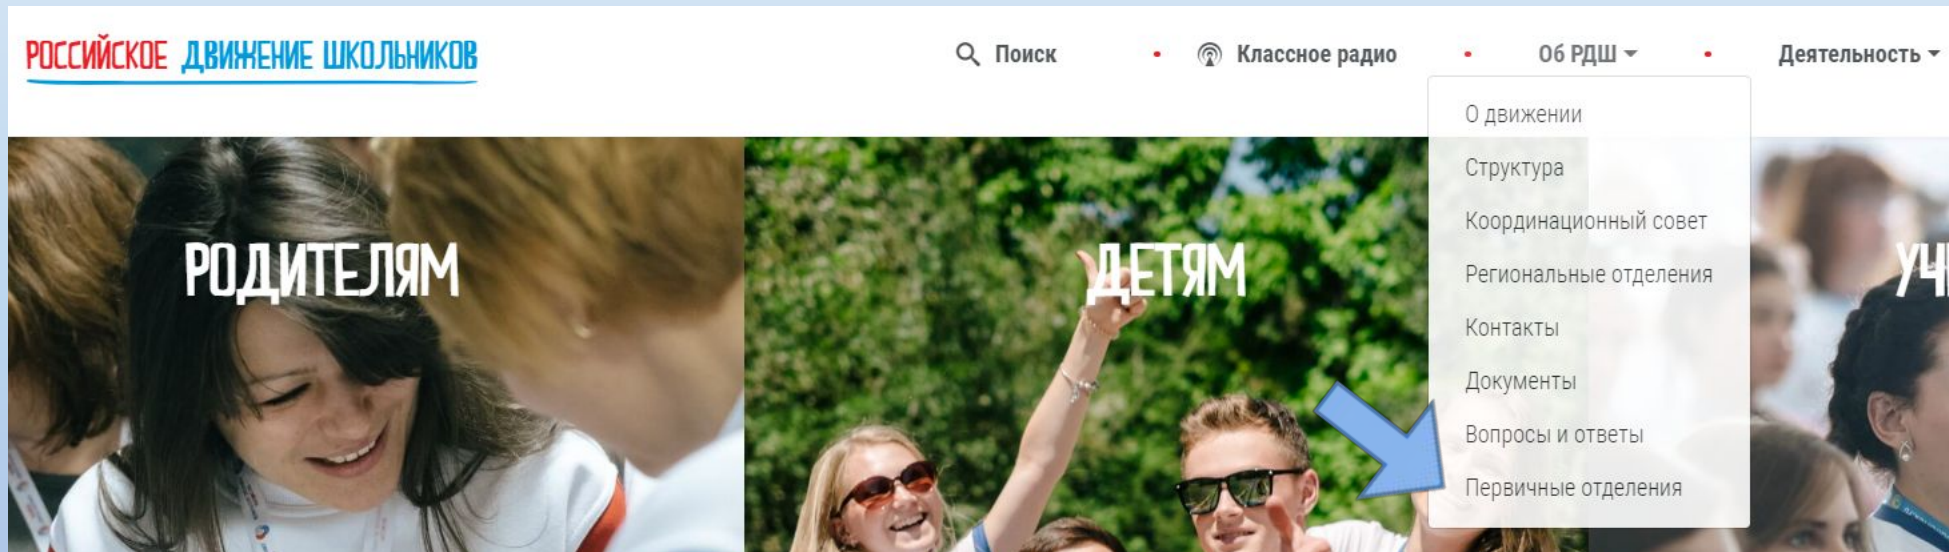 РОССИЙСКОЕ ДВИЖЕНИЕ ШКОЛЬНИКОВ
Поиск • Классное радио • Об РДШ • Деятельность
О движении
Структура
Координационный совет
Региональные отделения
Контакты
Документы
Вопросы и ответы
Первичные отделения
РОДИТЕЛЯМ
ДЕТЯМ